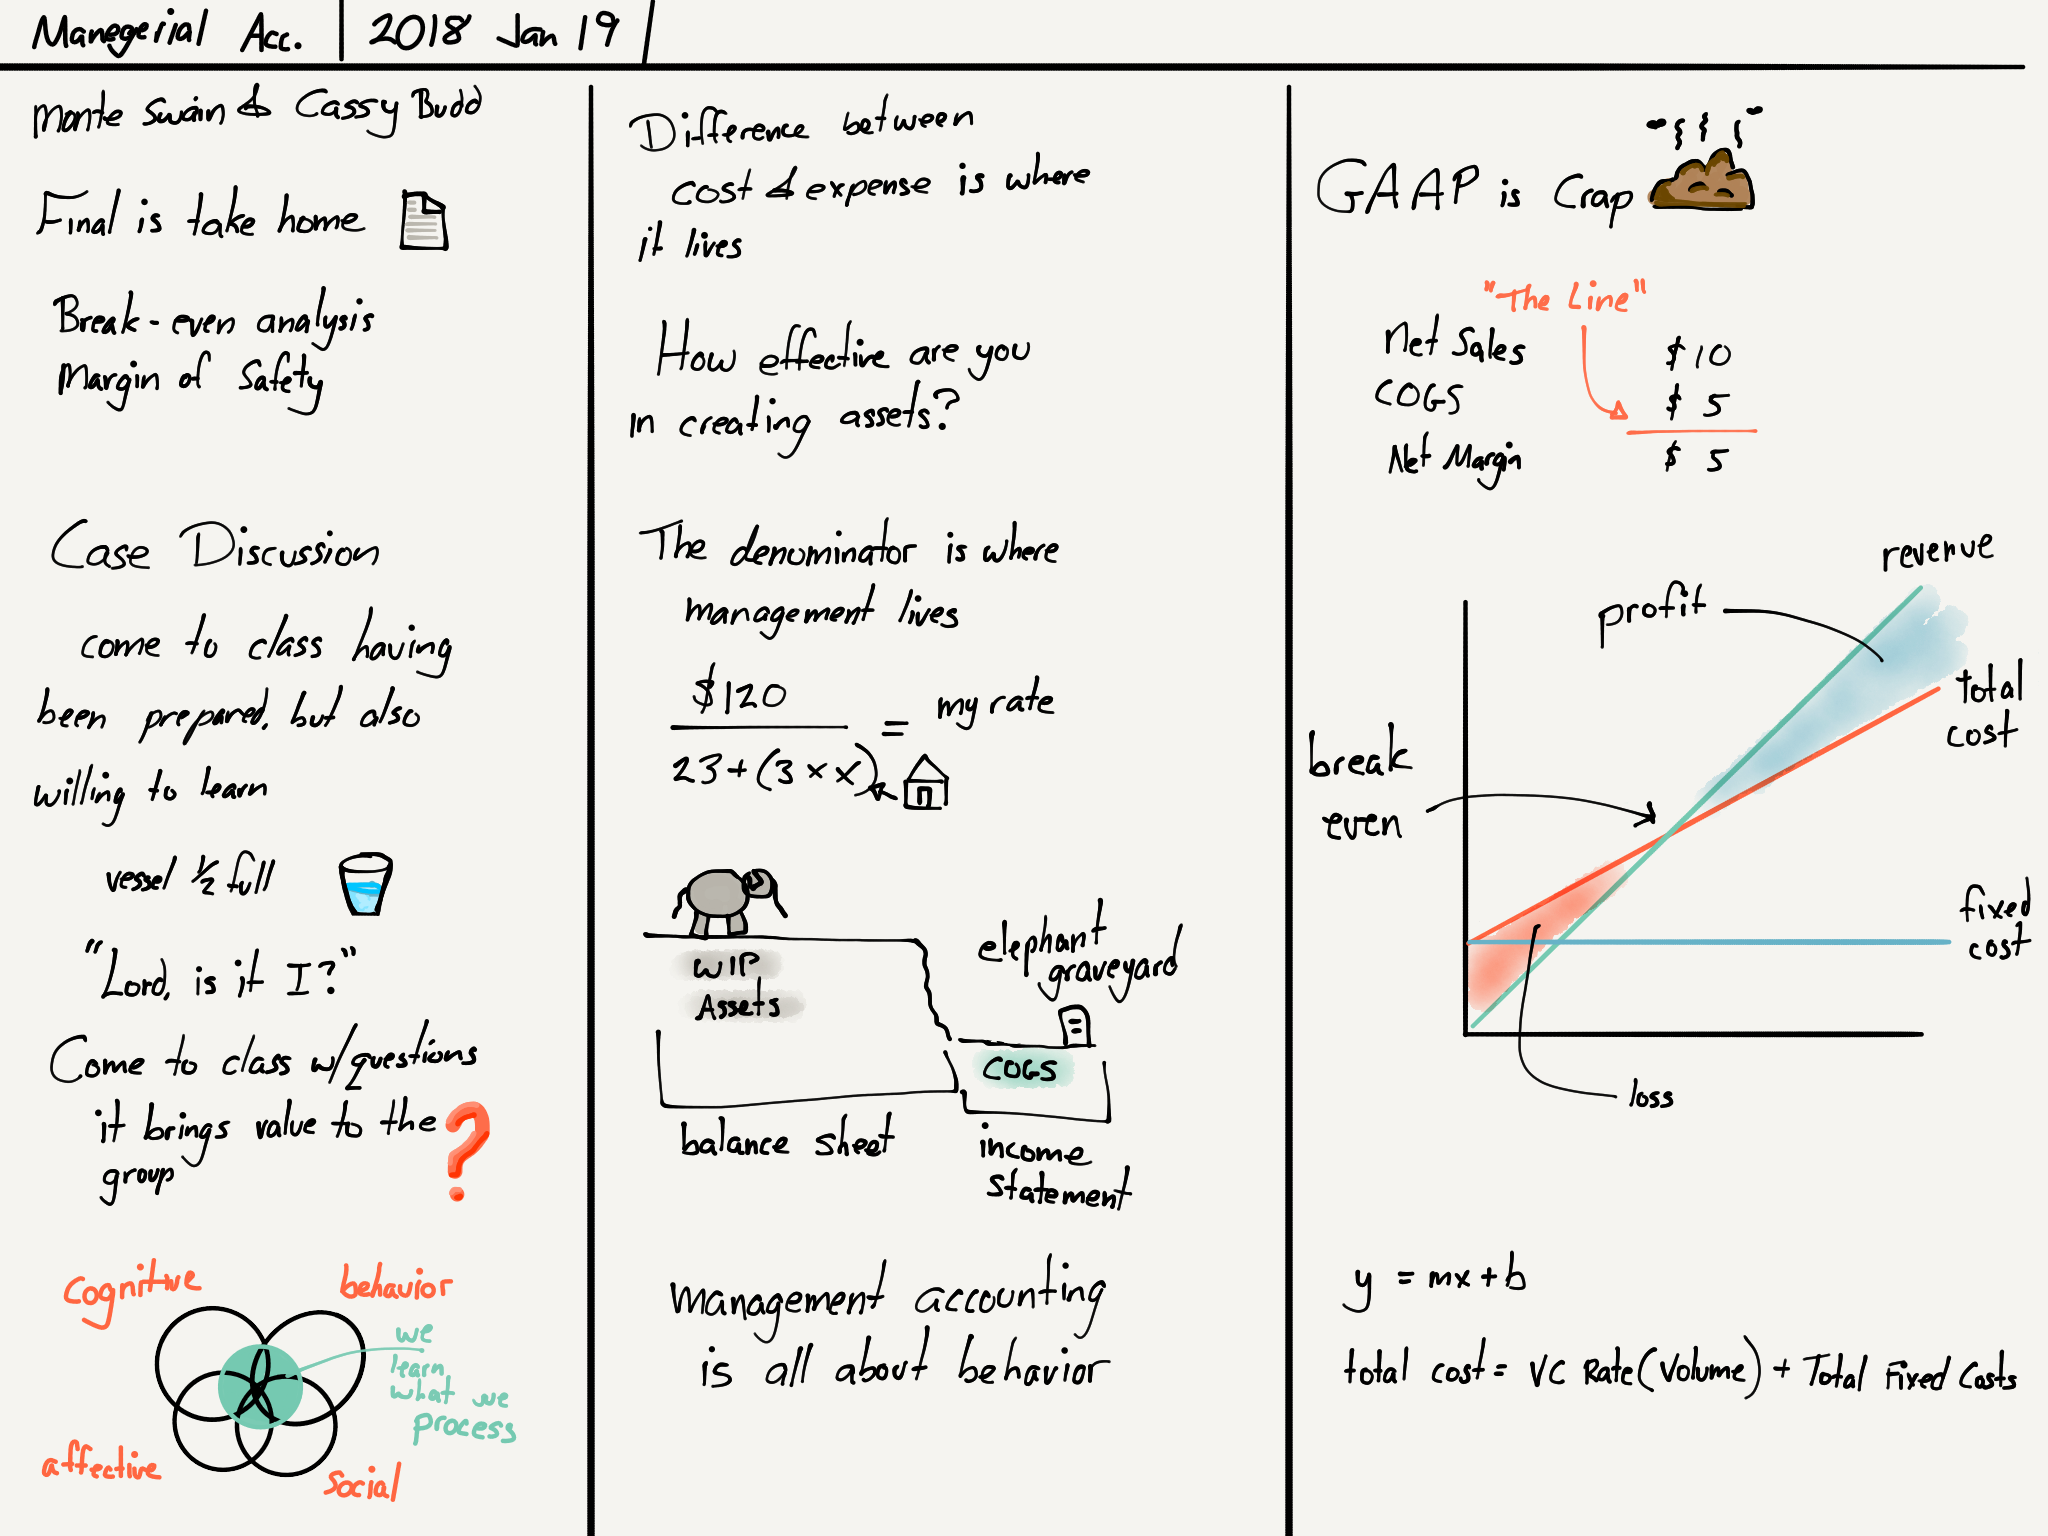 Manegerial Acc.
2018 Jan 19
Monte Swain & Cassy Budd
Final is take home
Break-even analysis
Margin of Safety
Case Discussion
come to class having
been prepared, but also
willing to learn
vessel 1/2 full
"Lord, is it I?"
Come to class w/questions
it brings value to the
group
?
cognitive
behavior
we
learn
what we
process
affective
social
Difference between
cost & expense is where
it lives
How effective are you
in creating assets?
The denominator is where
management lives
$120
23+(3×x)
= my rate
WIP
Assets
elephant
graveyard
COGS
balance sheet
income
statement
management accounting
is all about behavior
GAAP is Crap
"The Line"
Net Sales $10
COGS $ 5
Net Margin $ 5
revenue
profit
total
cost
break
even
fixed
cost
loss
y = mx+b
total cost = VC Rate(Volume) + Total Fixed Costs